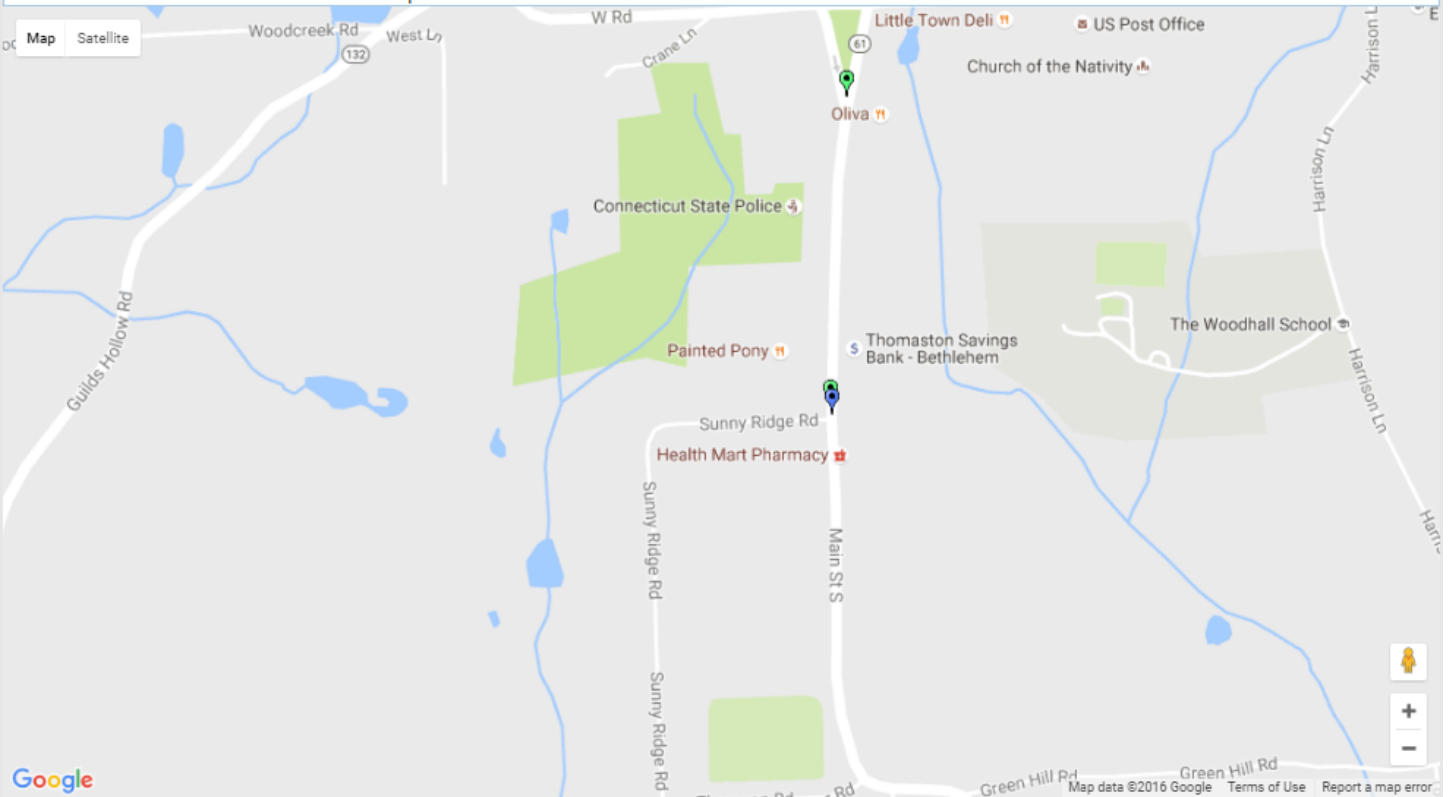 Map
Satellite
Woodcreek Rd
West Ln
132
W Rd
Crane Ln
Little Town Deli
61
US Post Office
E
Church of the Nativity
Harrison L
Oliva
Harrison Ln
Connecticut State Police
Guilds Hollow Rd
The Woodhall School
Painted Pony
$
Thomaston Savings
Bank - Bethlehem
Harrison Ln
Sunny Ridge Rd
Health Mart Pharmacy
Sunny Ridge Rd
Main St S
Harri
Sunny Ridge Rd
+
−
Google
Rd
Green Hill Rd
Green Hill Rd
Map data ©2016 Google
Terms of Use
Report a map error